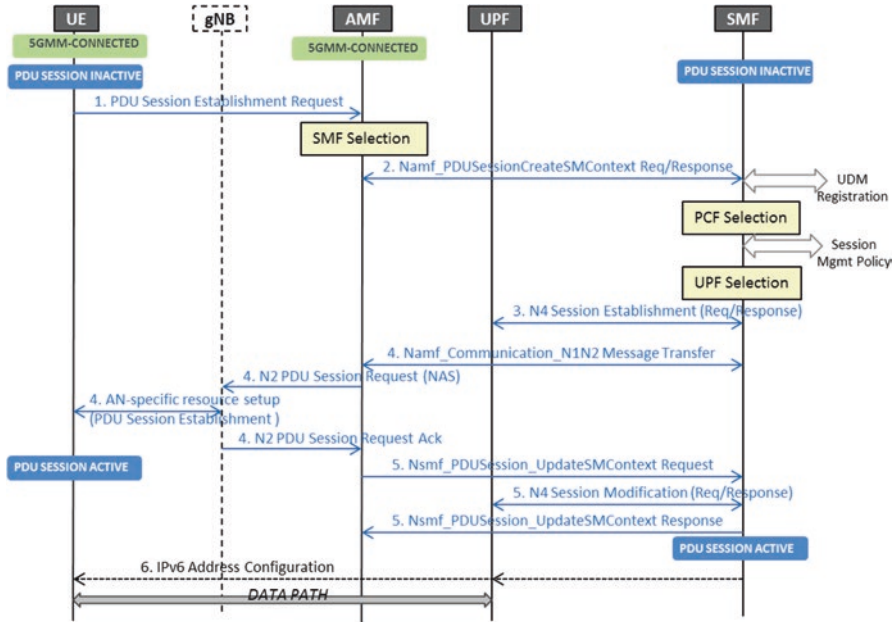 UE
gNB
AMF
UPF
SMF
5GMM-CONNECTED
5GMM-CONNECTED
PDU SESSION INACTIVE
PDU SESSION INACTIVE
1. PDU Session Establishment Request
SMF Selection
2. Namf_PDUSessionCreateSMContext Req/Response
UDM
Registration
PCF Selection
Session
Mgmt Policy
UPF Selection
3. N4 Session Establishment (Req/Response)
4. Namf_Communication_N1N2 Message Transfer
4. N2 PDU Session Request (NAS)
4. AN-specific resource setup
(PDU Session Establishment )
4. N2 PDU Session Request Ack
PDU SESSION ACTIVE
5. Nsmf_PDUSession_UpdateSMContext Request
5. N4 Session Modification (Req/Response)
5. Nsmf_PDUSession_UpdateSMContext Response
PDU SESSION ACTIVE
6. IPv6 Address Configuration
DATA PATH